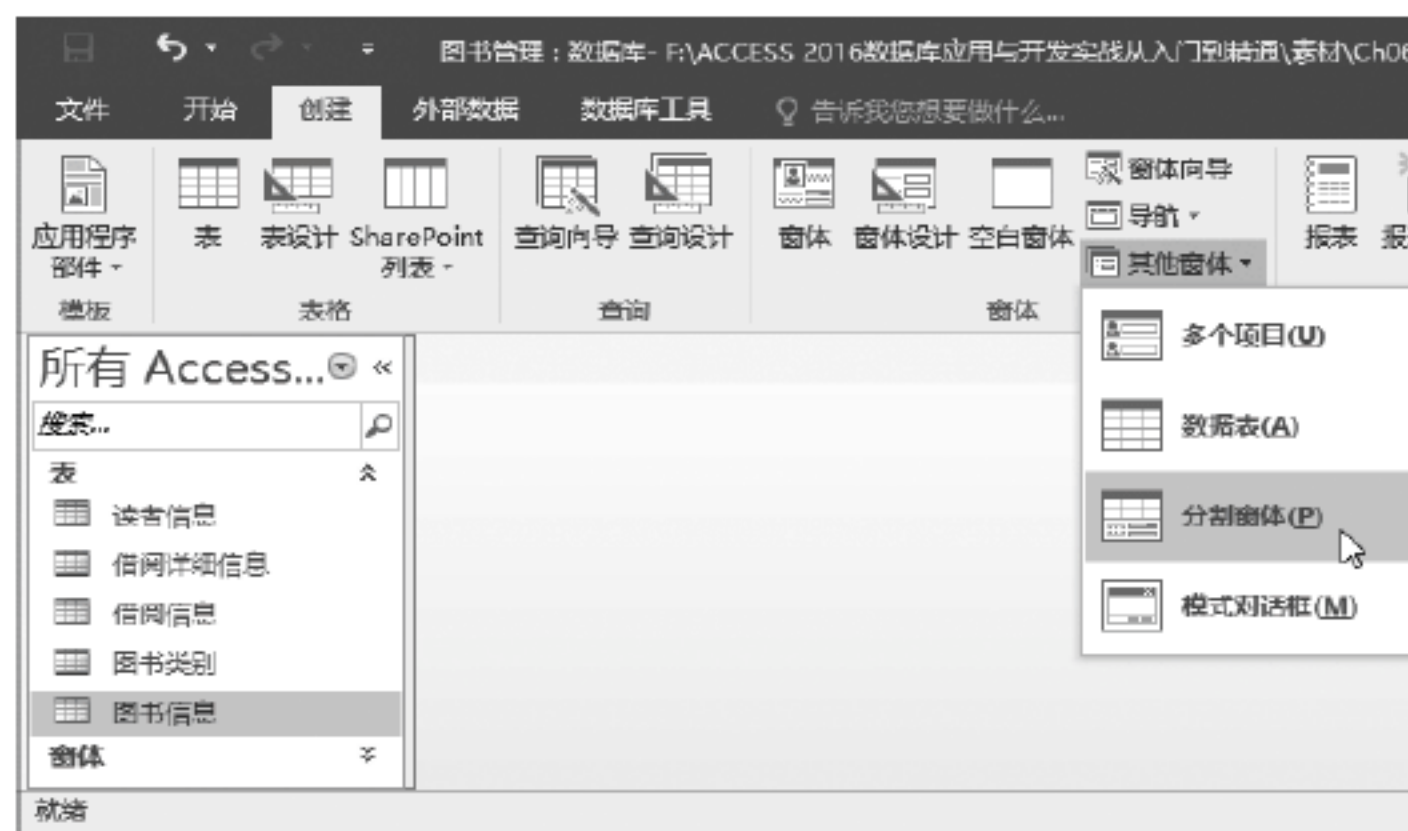 图书管理：数据库- F:\ACCESS 2016数据库应用与开发实战从入门到精通\素材\Ch06
文件 开始 创建 外部数据 数据库工具 告诉我您想要做什么...
应用程序部件 表 表设计 SharePoint 列表 查询向导 查询设计 窗体 窗体设计 空白窗体 窗体向导 报表 报
导航
其他窗体
模板 表格 查询 窗体
多个项目(U)
数据表(A)
分割窗体(P)
模式对话框(M)
所有 Access...
搜索...
表
读者信息
借阅详细信息
借阅信息
图书类别
图书信息
窗体
就绪